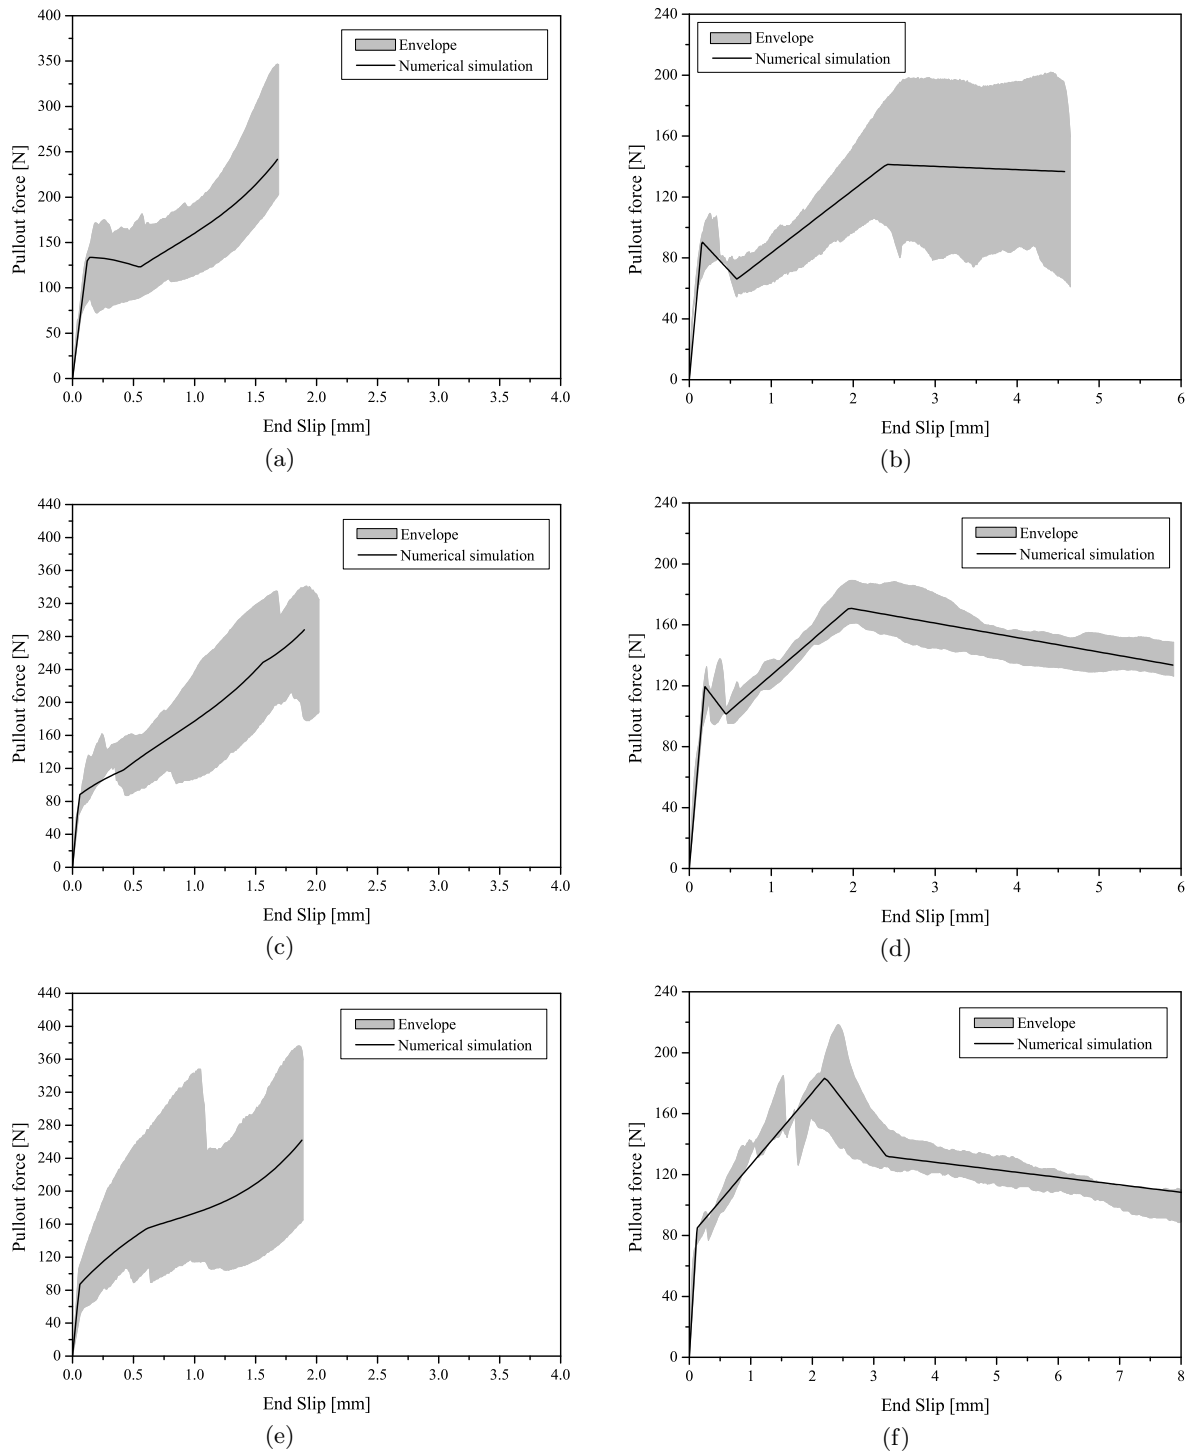 400
350
300
250
200
150
100
50
0
Pullout force [N]
Envelope
Numerical simulation
0.0 0.5 1.0 1.5 2.0 2.5 3.0 3.5 4.0
End Slip [mm]
(a)
240
200
160
120
80
40
0
Pullout force [N]
Envelope
Numerical simulation
0 1 2 3 4 5 6
End Slip [mm]
(b)
440
400
360
320
280
240
200
160
120
80
40
0
Pullout force [N]
Envelope
Numerical simulation
0.0 0.5 1.0 1.5 2.0 2.5 3.0 3.5 4.0
End Slip [mm]
(c)
240
200
160
120
80
40
0
Pullout force [N]
Envelope
Numerical simulation
0 1 2 3 4 5 6
End Slip [mm]
(d)
440
400
360
320
280
240
200
160
120
80
40
0
Pullout force [N]
Envelope
Numerical simulation
0.0 0.5 1.0 1.5 2.0 2.5 3.0 3.5 4.0
End Slip [mm]
(e)
240
200
160
120
80
40
0
Pullout force [N]
Envelope
Numerical simulation
0 1 2 3 4 5 6 7 8
End Slip [mm]
(f)